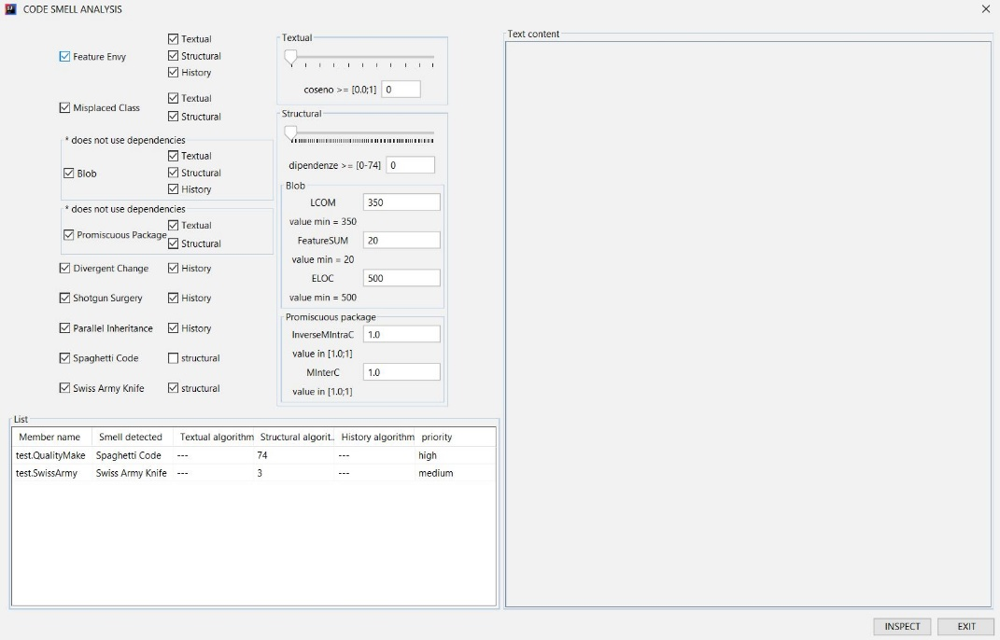 CODE SMELL ANALYSIS
Feature Envy
Textual
Structural
History
Misplaced Class
Textual
Structural
* does not use dependencies
Blob
Textual
Structural
History
* does not use dependencies
Promiscuous Package
Textual
Structural
Divergent Change
History
Shotgun Surgery
History
Parallel Inheritance
History
Spaghetti Code
structural
Swiss Army Knife
structural
Textual
coseno >= [0.0;1] 0
Structural
dipendenze >= [0-74] 0
Blob
LCOM 350
value min = 350
FeatureSUM 20
value min = 20
ELOC 500
value min = 500
Promiscuous package
InverseMIntraC 1.0
value in [1.0;1]
MInterC 1.0
value in [1.0;1]
Text content
List
Member name Smell detected Textual algorithm Structural algorit... History algorithm priority
test.QualityMake Spaghetti Code --- 74 --- high
test.SwissArmy Swiss Army Knife --- 3 --- medium
INSPECT EXIT